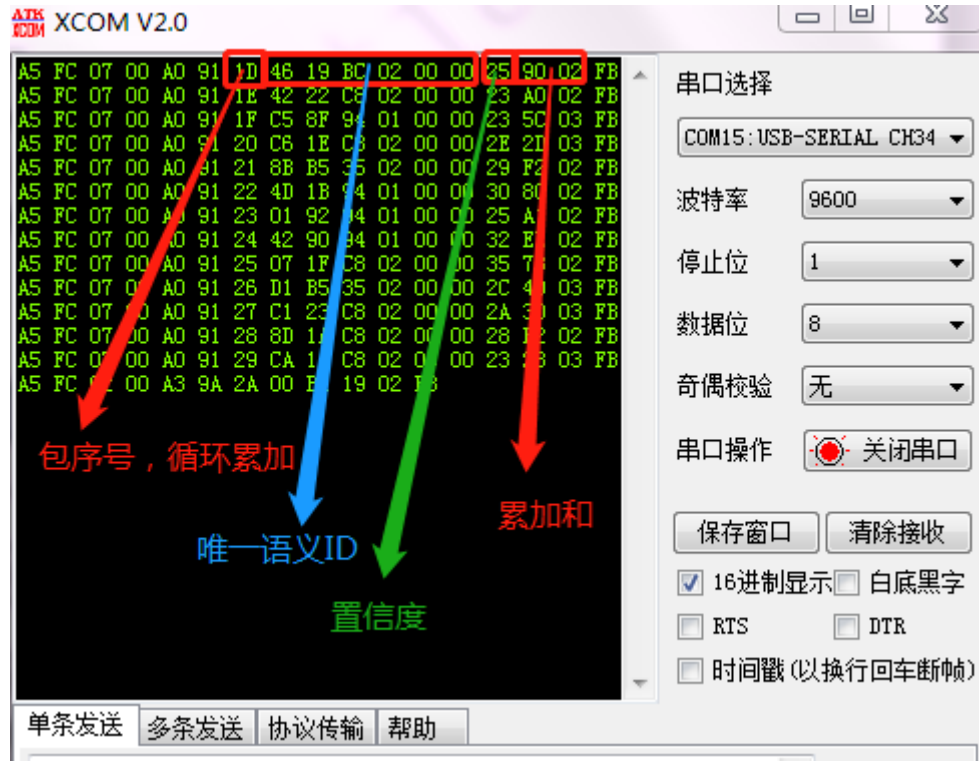 ATK XCOM XCOM V2.0
A5 FC 07 00 A0 91 1D 46 19 BC 02 00 00 25 90 02 FB
A5 FC 07 00 A0 91 1E 42 22 C8 02 00 00 23 A0 02 FB
A5 FC 07 00 A0 91 1F C5 8F 94 01 00 00 23 5C 03 FB
A5 FC 07 00 A0 91 20 C6 1E C8 02 00 00 2E 2D 03 FB
A5 FC 07 00 A0 91 21 8B B5 35 02 00 00 29 F2 02 FB
A5 FC 07 00 A0 91 22 4D 1B 94 01 00 00 30 80 02 FB
A5 FC 07 00 A0 91 23 01 92 94 01 00 00 25 02 FB
A5 FC 07 00 A0 91 24 42 90 94 01 00 00 32 02 FB
A5 FC 07 00 A0 91 25 07 1F C8 02 00 00 35 02 FB
A5 FC 07 00 A0 91 26 D1 B5 35 02 00 00 2C 03 FB
A5 FC 07 00 A0 91 27 C1 23 C8 02 00 00 2A 03 FB
A5 FC 07 00 A0 91 28 8D C8 02 00 28 02 FB
A5 FC 00 A0 91 29 CA C8 02 00 23 03 FB
A5 FC 00 A3 9A 2A 00 19 02
包序号，循环累加
唯一语义ID
置信度
累加和
串口选择
COM15:USB-SERIAL CH34
波特率 9600
停止位 1
数据位 8
奇偶校验 无
串口操作 关闭串口
保存窗口 清除接收
16进制显示 白底黑字
RTS DTR
时间戳(以换行回车断帧)
单条发送 多条发送 协议传输 帮助